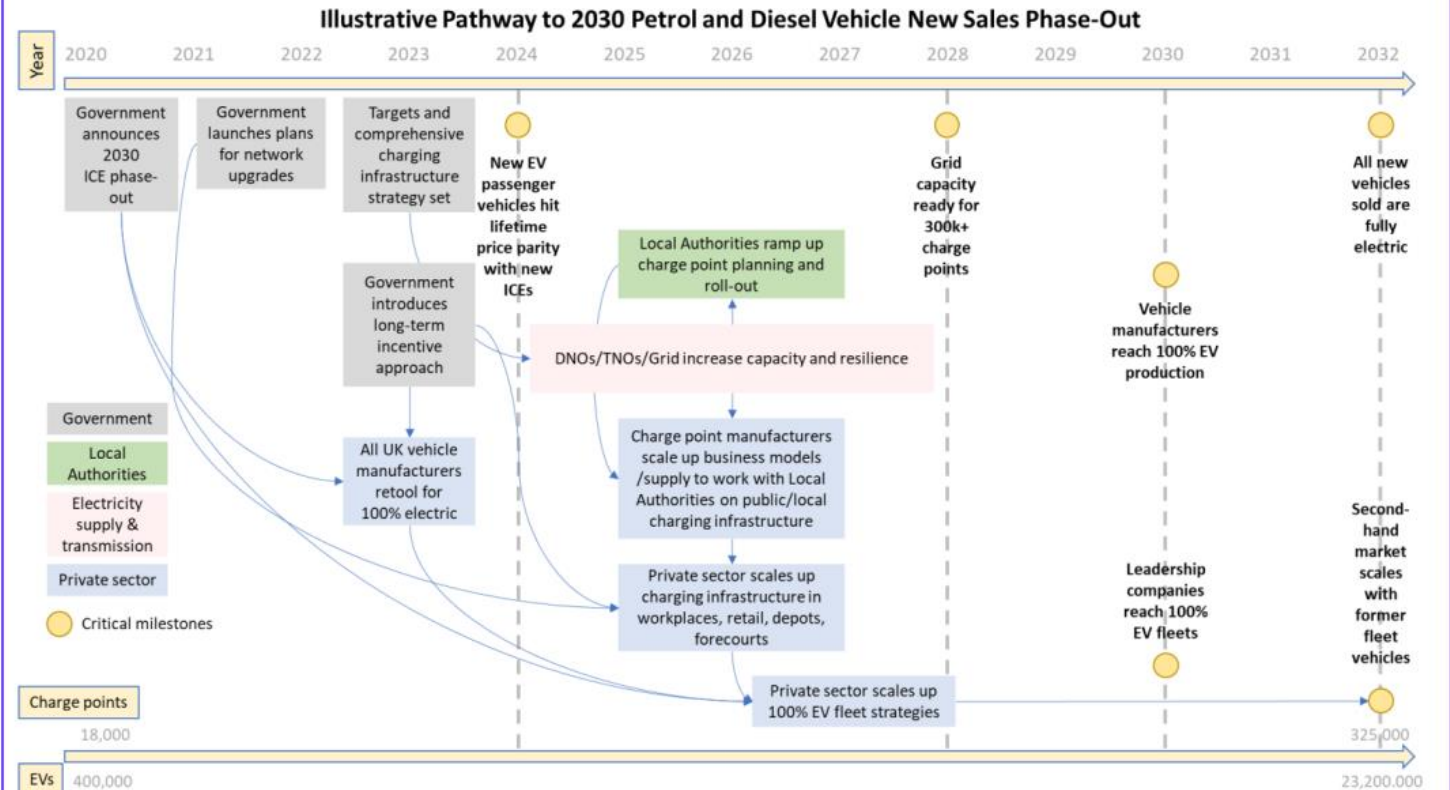 Illustrative Pathway to 2030 Petrol and Diesel Vehicle New Sales Phase-Out
Year
2020 2021 2022 2023 2024 2025 2026 2027 2028 2029 2030 2031 2032
Government
announces
2030
ICE phase-
out
Government
launches plans
for network
upgrades
Targets and
comprehensive
charging
infrastructure
strategy set
New EV
passenger
vehicles hit
lifetime
price parity
with new
ICEs
Grid
capacity
ready for
300k+
charge
points
All new
vehicles
sold are
fully
electric
Local Authorities ramp up
charge point planning and
roll-out
Government
introduces
long-term
incentive
approach
Vehicle
manufacturers
reach 100% EV
production
DNOs/TNOs/Grid increase capacity and resilience
Government
Local
Authorities
Electricity
supply &
transmission
Private sector
Critical milestones
All UK vehicle
manufacturers
retool for
100% electric
Charge point manufacturers
scale up business models
/supply to work with Local
Authorities on public/local
charging infrastructure
Private sector scales up
charging infrastructure in
workplaces, retail, depots,
forecourts
Leadership
companies
reach 100%
EV fleets
Second-
hand
market
scales
with
former
fleet
vehicles
Private sector scales up
100% EV fleet strategies
Charge points
18,000
325,000
EVs
400,000
23,200.000